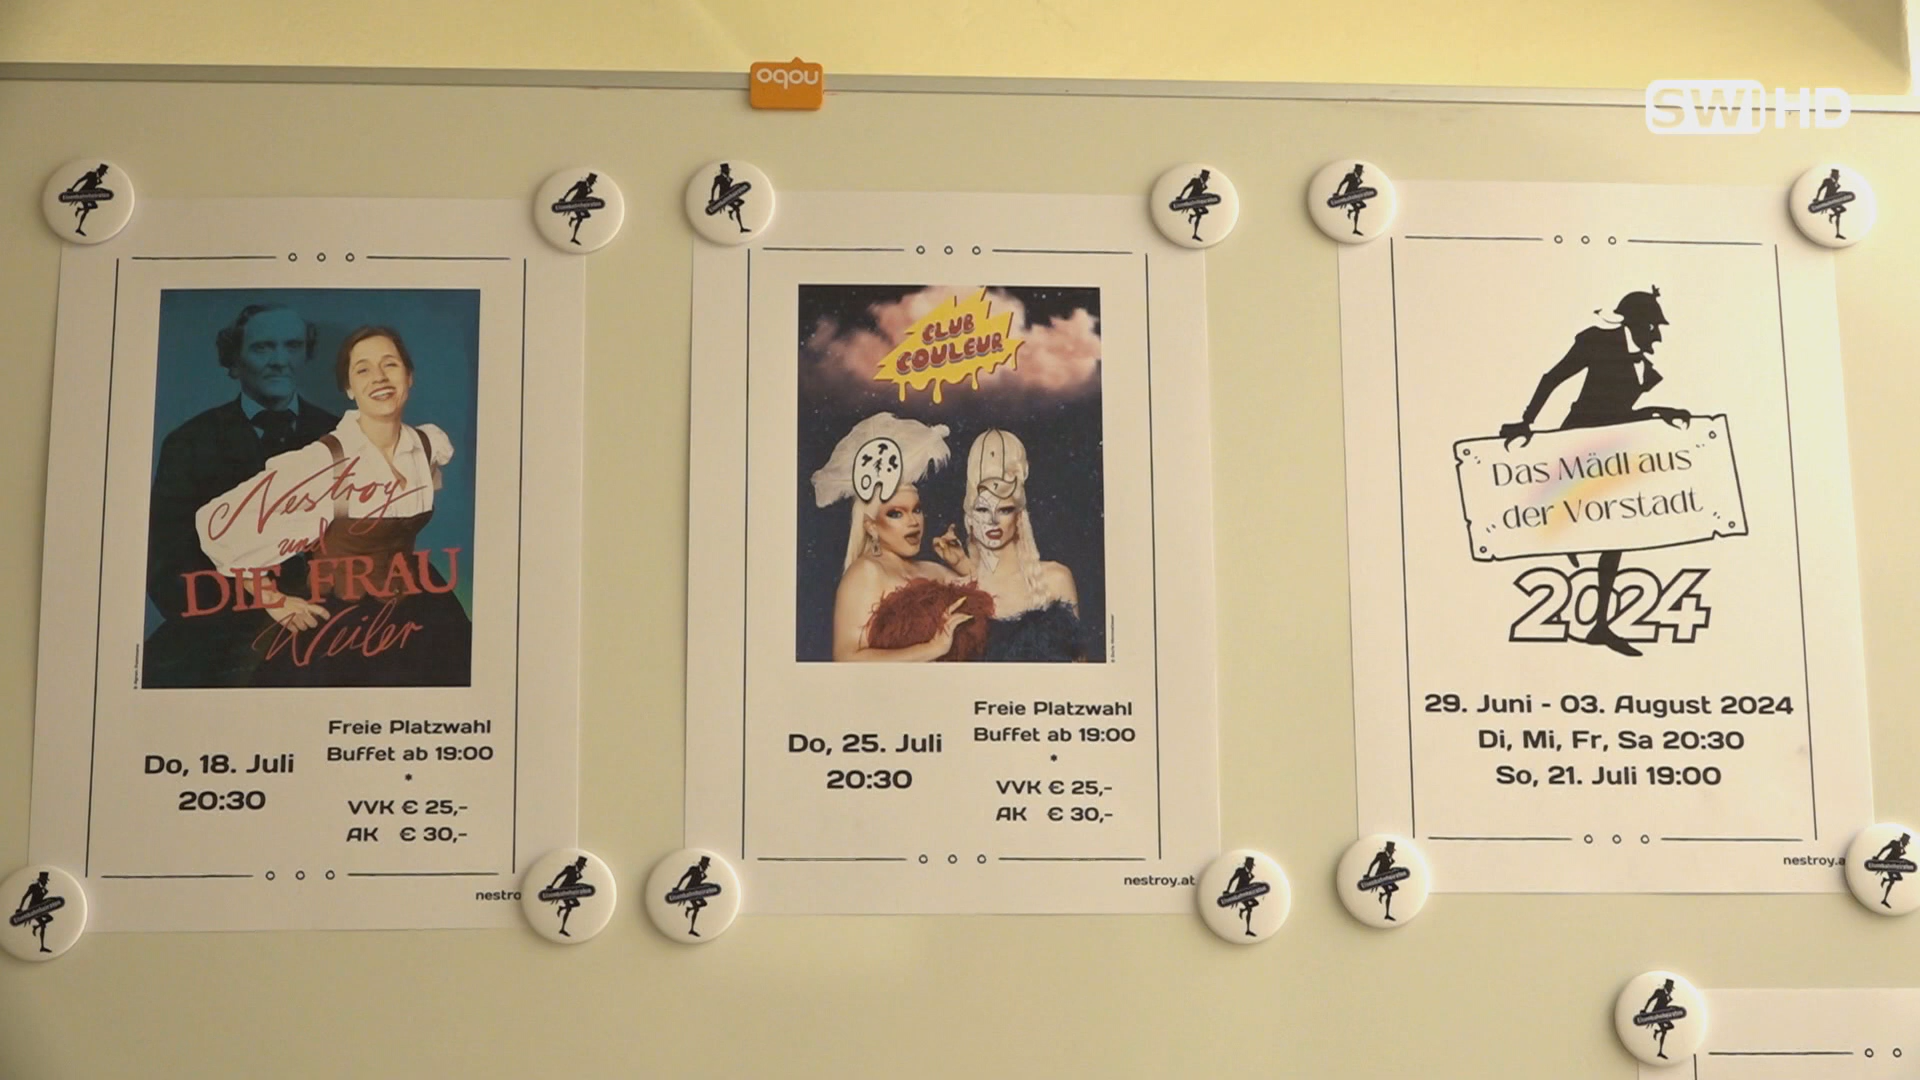 nobo
SWI HD
Nestroy
und
DIE FRAU
Weiler
Do, 18. Juli
20:30
Freie Platzwahl
Buffet ab 19:00
*
VVK € 25,-
AK € 30,-
nestro
CLUB
COULEUR
Do, 25. Juli
20:30
Freie Platzwahl
Buffet ab 19:00
*
VVK € 25,-
AK € 30,-
nestroy.at
Das Mädl aus
der Vorstadt
2024
29. Juni - 03. August 2024
Di, Mi, Fr, Sa 20:30
So, 21. Juli 19:00
nestroy.a